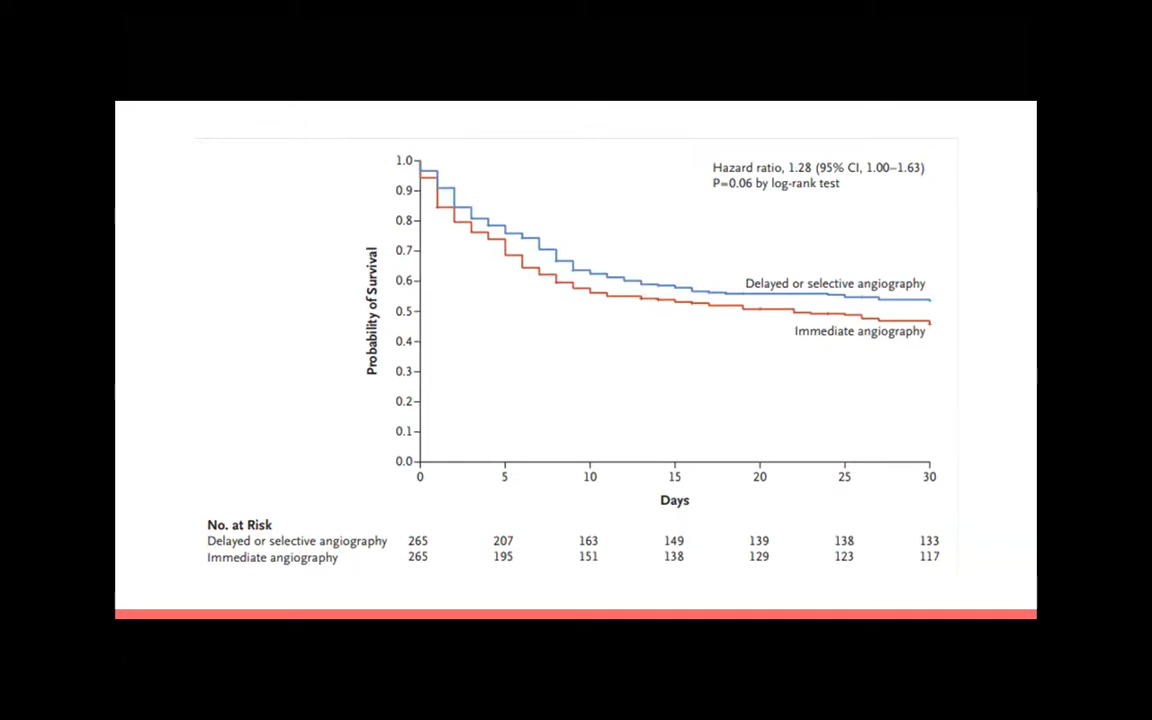 1.0
0.9
0.8
0.7
0.6
0.5
0.4
0.3
0.2
0.1
0.0
Probability of Survival
Hazard ratio, 1.28 (95% CI, 1.00–1.63)
P=0.06 by log-rank test
Delayed or selective angiography
Immediate angiography
0 5 10 15 20 25 30
Days
No. at Risk
Delayed or selective angiography 265 207 163 149 139 138 133
Immediate angiography 265 195 151 138 129 123 117